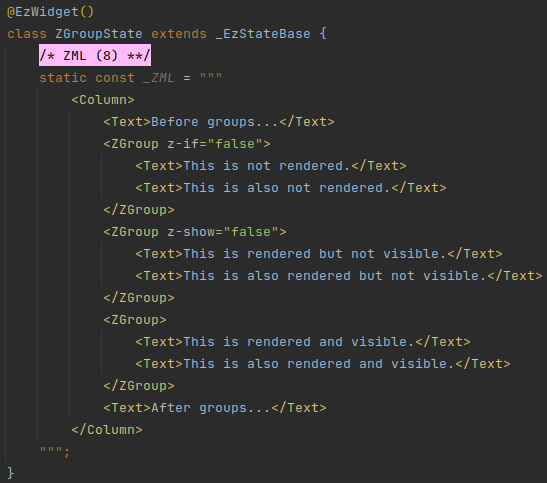 @EzWidget()
class ZGroupState extends _EzStateBase {
    /* ZML (8) **/
    static const _ZML = """
        <Column>
            <Text>Before groups...</Text>
            <ZGroup z-if="false">
                <Text>This is not rendered.</Text>
                <Text>This is also not rendered.</Text>
            </ZGroup>
            <ZGroup z-show="false">
                <Text>This is rendered but not visible.</Text>
                <Text>This is also rendered but not visible.</Text>
            </ZGroup>
            <ZGroup>
                <Text>This is rendered and visible.</Text>
                <Text>This is also rendered and visible.</Text>
            </ZGroup>
            <Text>After groups...</Text>
        </Column>
    """;
}